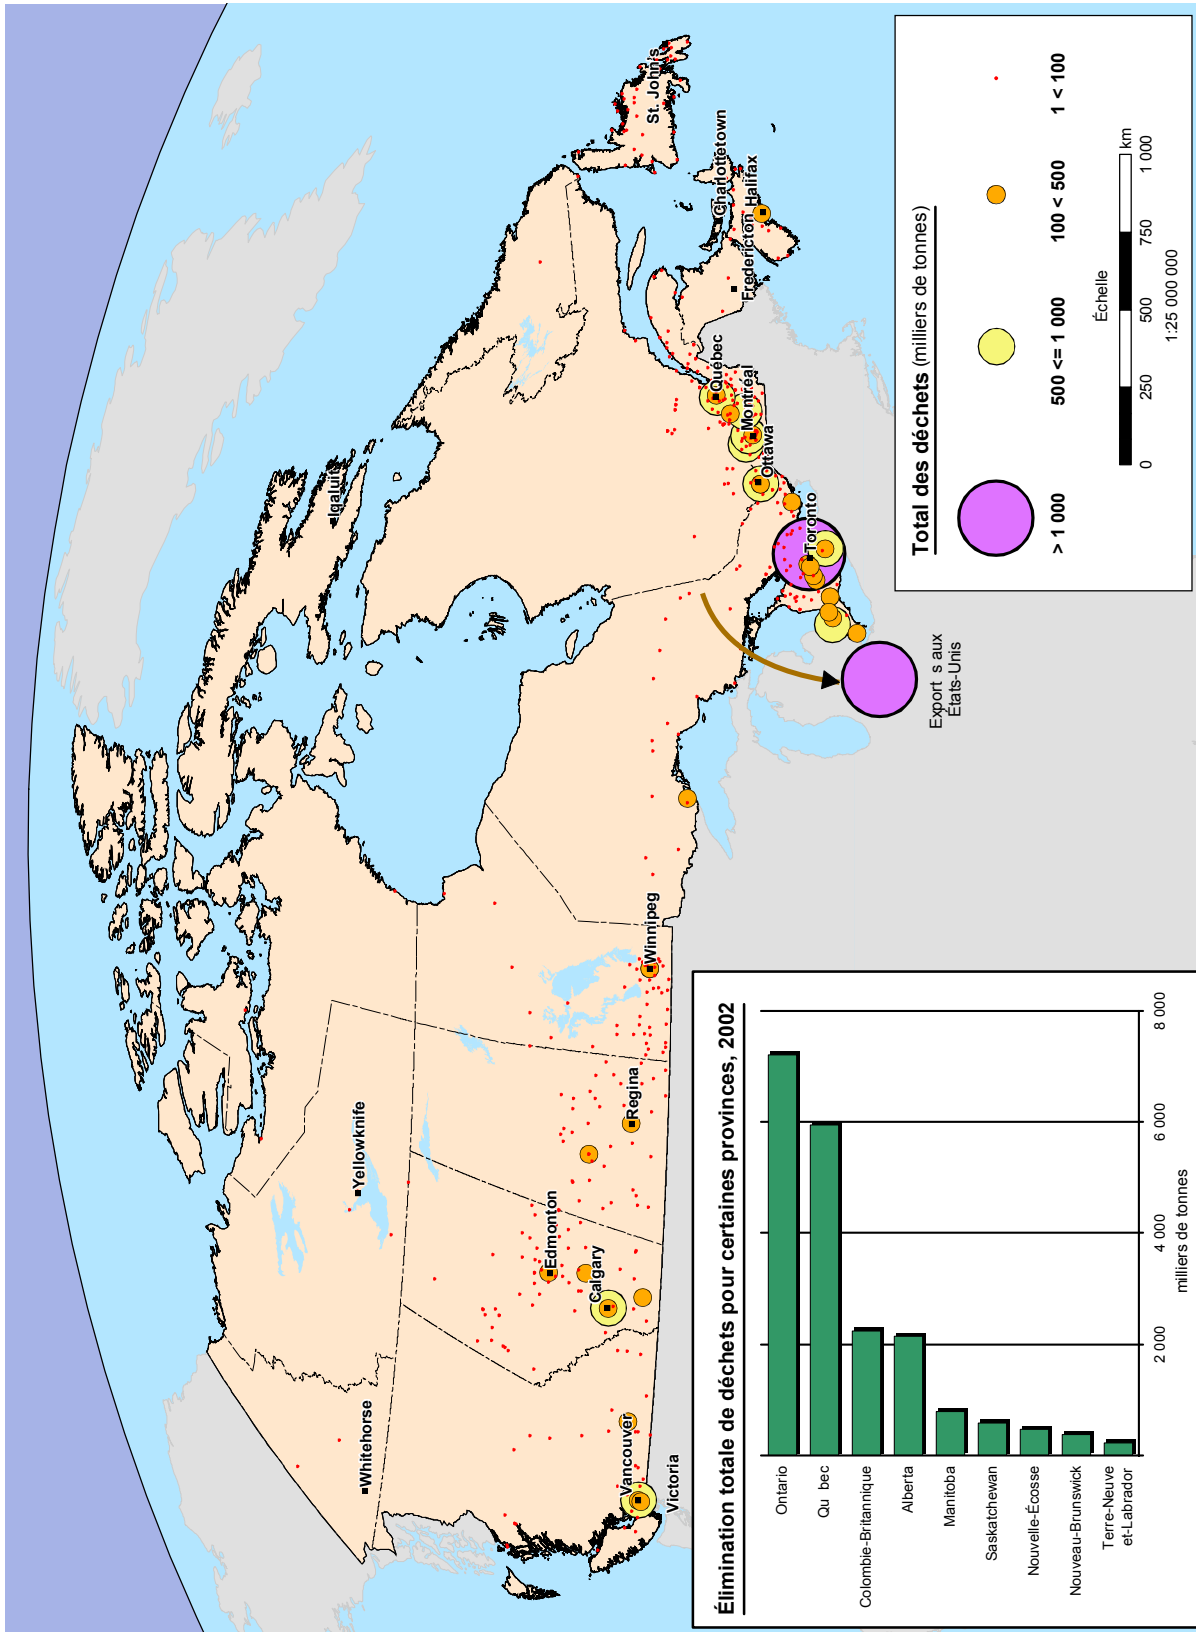 Whitehorse
Yellowknife
Iqaluit
Edmonton
Calgary
Vancouver
Victoria
Regina
Winnipeg
Toronto
Ottawa
Montréal
Québec
Fredericton
Charlottetown
Halifax
St. John's
Export s aux
États-Unis
Total des déchets (milliers de tonnes)
> 1 000
500 <= 1 000
100 < 500
1 < 100
Échelle
0
250
500
750
1 000
km
1:25 000 000
Élimination totale de déchets pour certaines provinces, 2002
Ontario
Qu bec
Colombie-Britannique
Alberta
Manitoba
Saskatchewan
Nouvelle-Écosse
Nouveau-Brunswick
Terre-Neuve
et-Labrador
2 000
4 000
6 000
8 000
milliers de tonnes